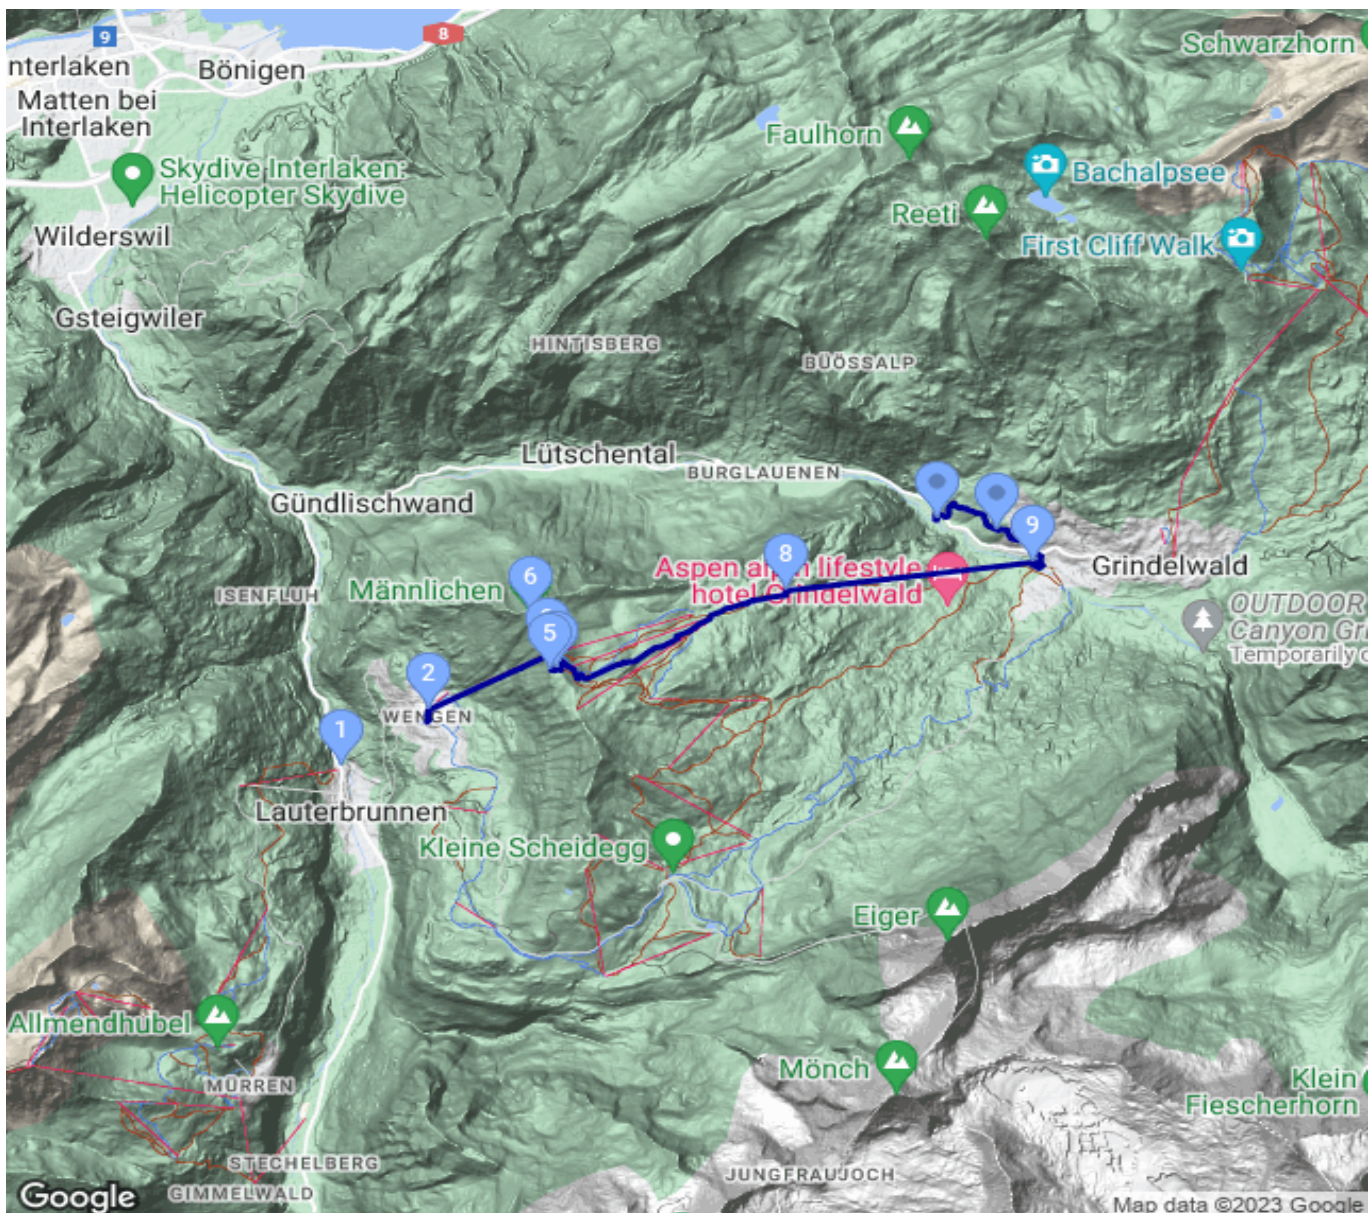 9
8
Schwarzhorn
nterlaken
Bönigen
Matten bei
Interlaken
Faulhorn
Skydive Interlaken:
Helicopter Skydive
Bachalpsee
Reeti
Wilderswil
First Cliff Walk
Gsteigwiler
HINTISBERG
BUÖSSALP
Lütschental
BURGLAUENEN
Gündlischwand
9
8
Aspen alpin lifestyle
hotel Grindelwald
Grindelwald
6
Männlichen
ISENFLUH
OUTDOOR
Canyon Gr
Temporarily c
5
2
WENGEN
1
Lauterbrunnen
Kleine Scheidegg
Eiger
Allmendhubel
Mönch
MÜRREN
Klein
Fiescherhorn
STECHELBERG
GIMMELWALD
JUNGFRAUJOCH
Google
Map data ©2023 Google